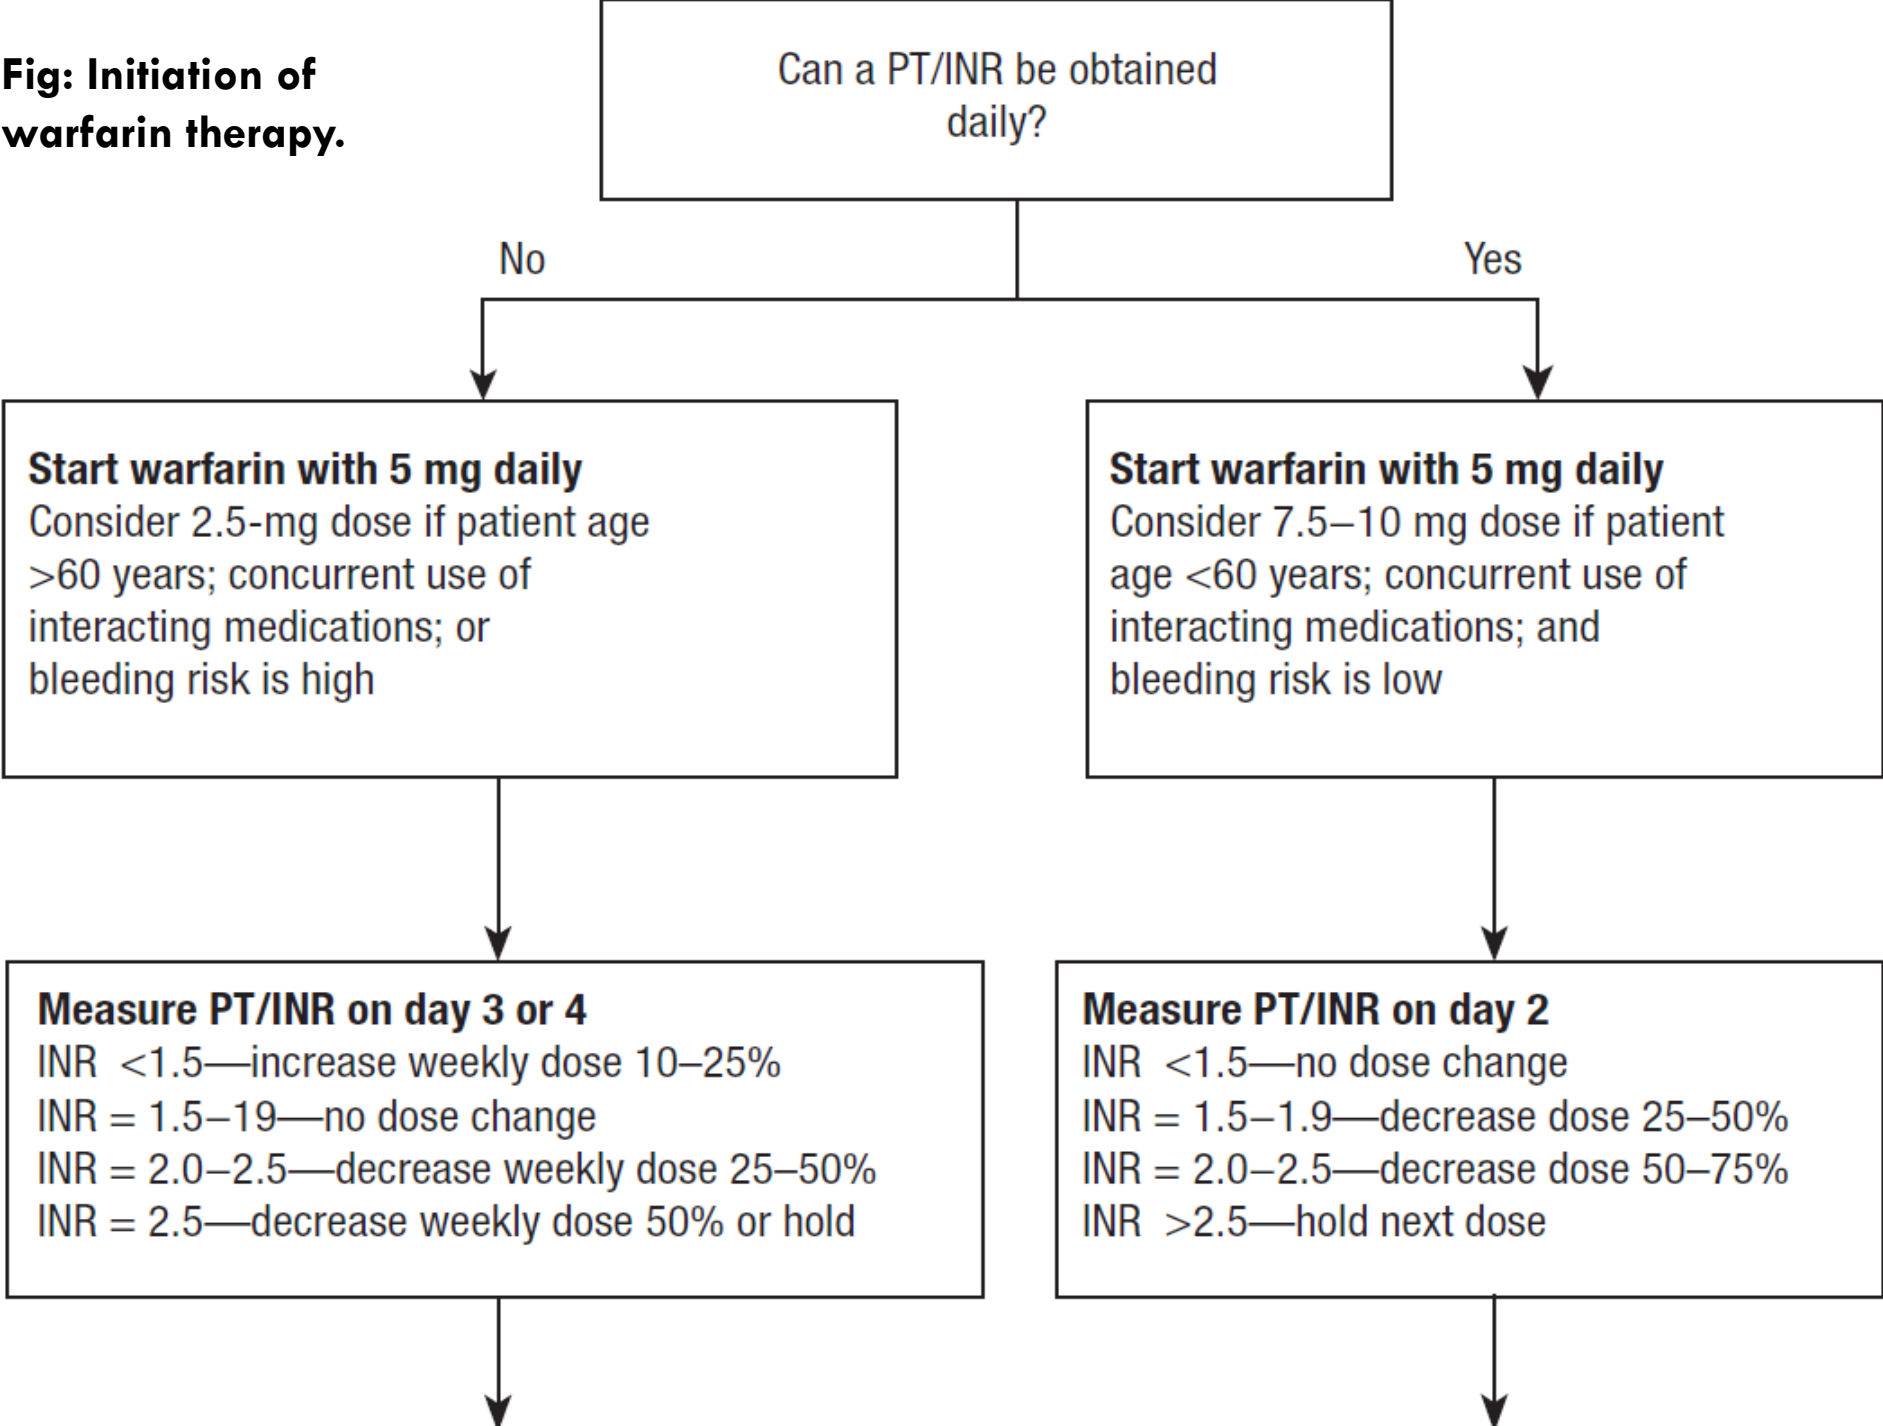 Fig: Initiation of
warfarin therapy.
Can a PT/INR be obtained
daily?
No
Yes
Start warfarin with 5 mg daily
Consider 2.5-mg dose if patient age
>60 years; concurrent use of
interacting medications; or
bleeding risk is high
Start warfarin with 5 mg daily
Consider 7.5–10 mg dose if patient
age <60 years; concurrent use of
interacting medications; and
bleeding risk is low
Measure PT/INR on day 3 or 4
INR <1.5—increase weekly dose 10–25%
INR = 1.5–19—no dose change
INR = 2.0–2.5—decrease weekly dose 25–50%
INR = 2.5—decrease weekly dose 50% or hold
Measure PT/INR on day 2
INR <1.5—no dose change
INR = 1.5–1.9—decrease dose 25–50%
INR = 2.0–2.5—decrease dose 50–75%
INR >2.5—hold next dose